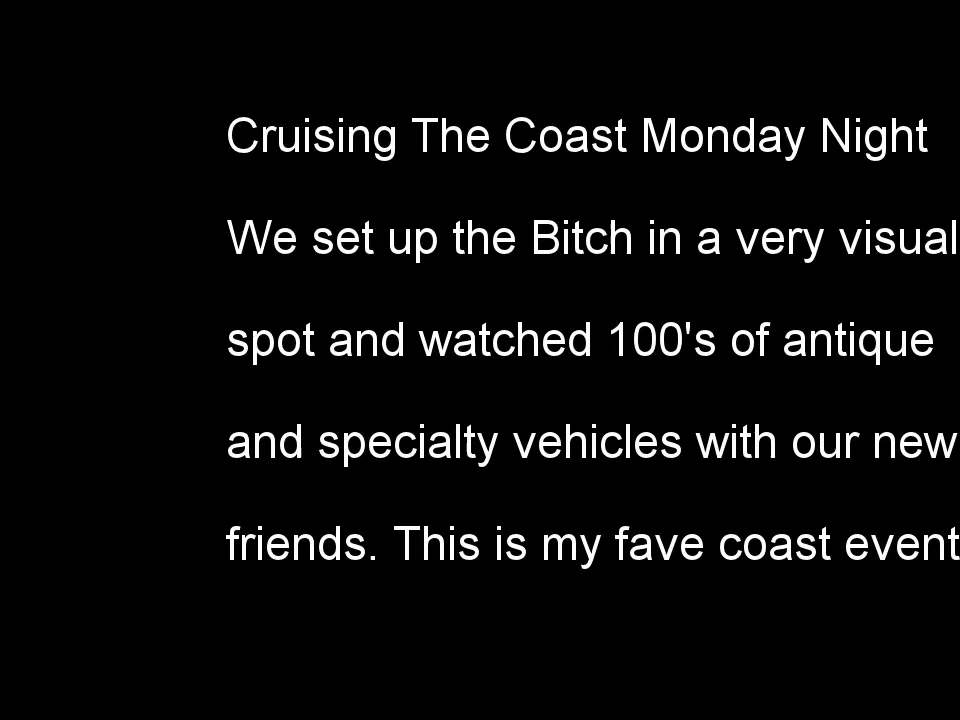 Cruising The Coast Monday Night
We set up the Bitch in a very visual
spot and watched 100's of antique
and specialty vehicles with our new
friends. This is my fave coast event